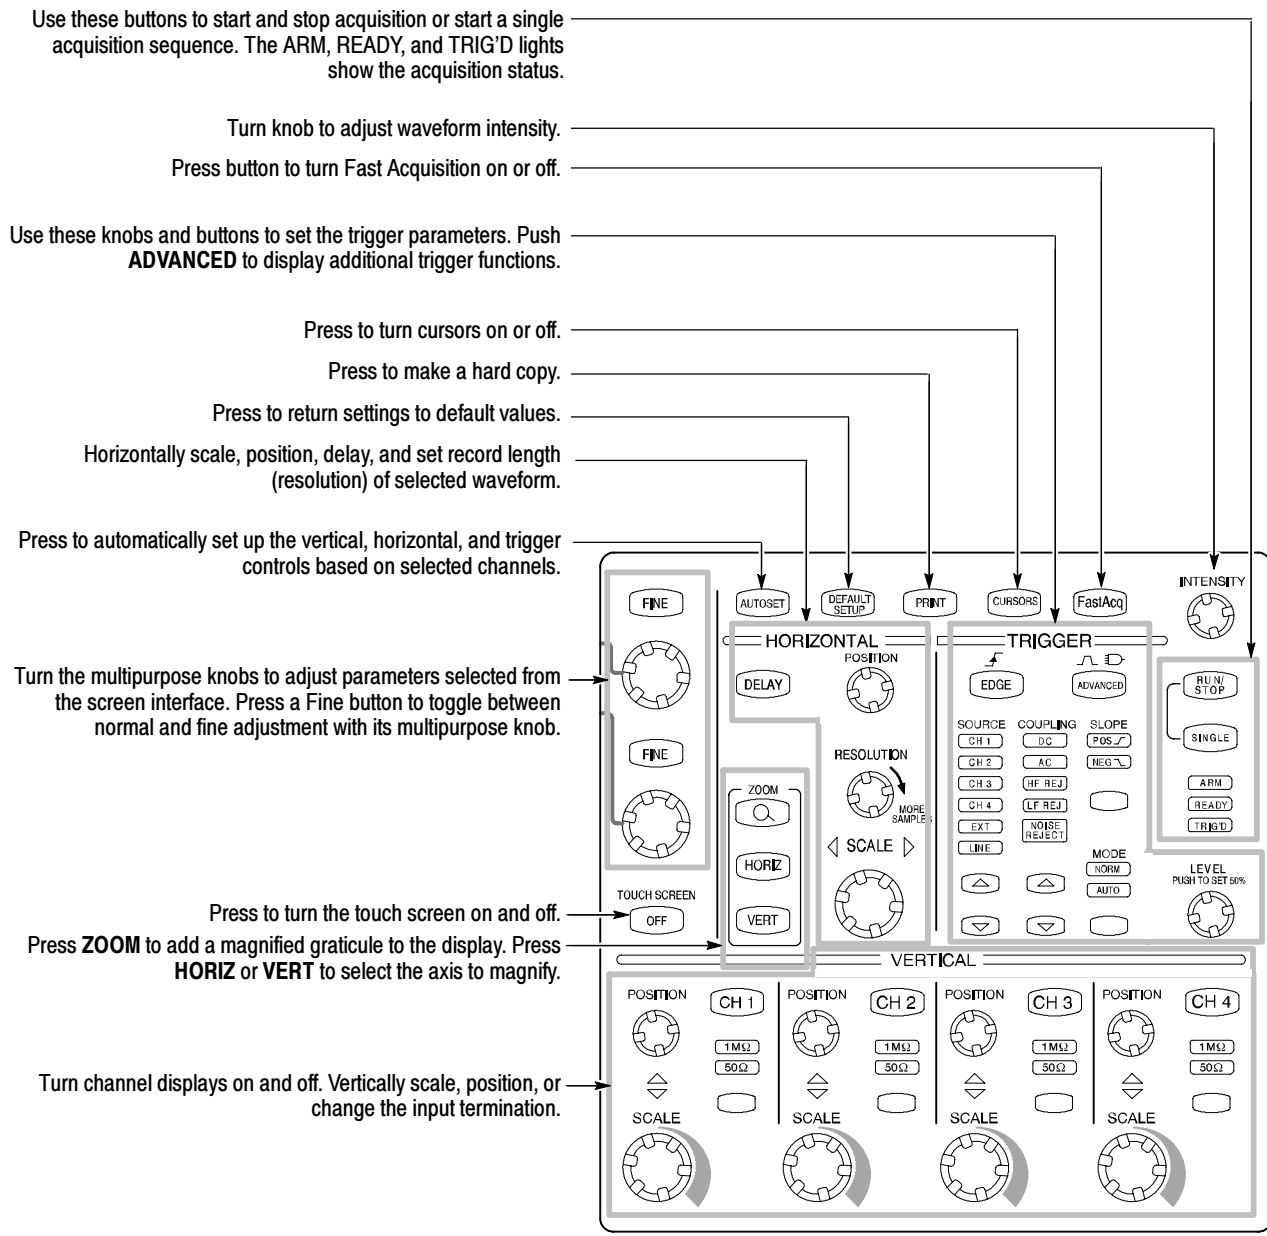 Use these buttons to start and stop acquisition or start a single
acquisition sequence. The ARM, READY, and TRIG'D lights
show the acquisition status.
Turn knob to adjust waveform intensity.
Press button to turn Fast Acquisition on or off.
Use these knobs and buttons to set the trigger parameters. Push
ADVANCED to display additional trigger functions.
Press to turn cursors on or off.
Press to make a hard copy.
Press to return settings to default values.
Horizontally scale, position, delay, and set record length
(resolution) of selected waveform.
Press to automatically set up the vertical, horizontal, and trigger
controls based on selected channels.
Turn the multipurpose knobs to adjust parameters selected from
the screen interface. Press a Fine button to toggle between
normal and fine adjustment with its multipurpose knob.
Press to turn the touch screen on and off.
Press ZOOM to add a magnified graticule to the display. Press
HORIZ or VERT to select the axis to magnify.
Turn channel displays on and off. Vertically scale, position, or
change the input termination.
FINE
FINE
TOUCH SCREEN
OFF
AUTOSET
DEFAULT
SETUP
PRINT
CURSORS
FastAcq
INTENSITY
HORIZONTAL
POSITION
DELAY
RESOLUTION
MORE
SAMPLES
SCALE
ZOOM
HORIZ
VERT
TRIGGER
EDGE
ADVANCED
SOURCE
CH 1
CH 2
CH 3
CH 4
EXT
LINE
COUPLING
DC
AC
HF REJ
LF REJ
NOISE
REJECT
SLOPE
POS
NEG
MODE
NORM
AUTO
RUN/
STOP
SINGLE
ARM
READY
TRIG'D
LEVEL
PUSH TO SET 50%
VERTICAL
POSITION
CH 1
1MΩ
50Ω
SCALE
POSITION
CH 2
1MΩ
50Ω
SCALE
POSITION
CH 3
1MΩ
50Ω
SCALE
POSITION
CH 4
1MΩ
50Ω
SCALE